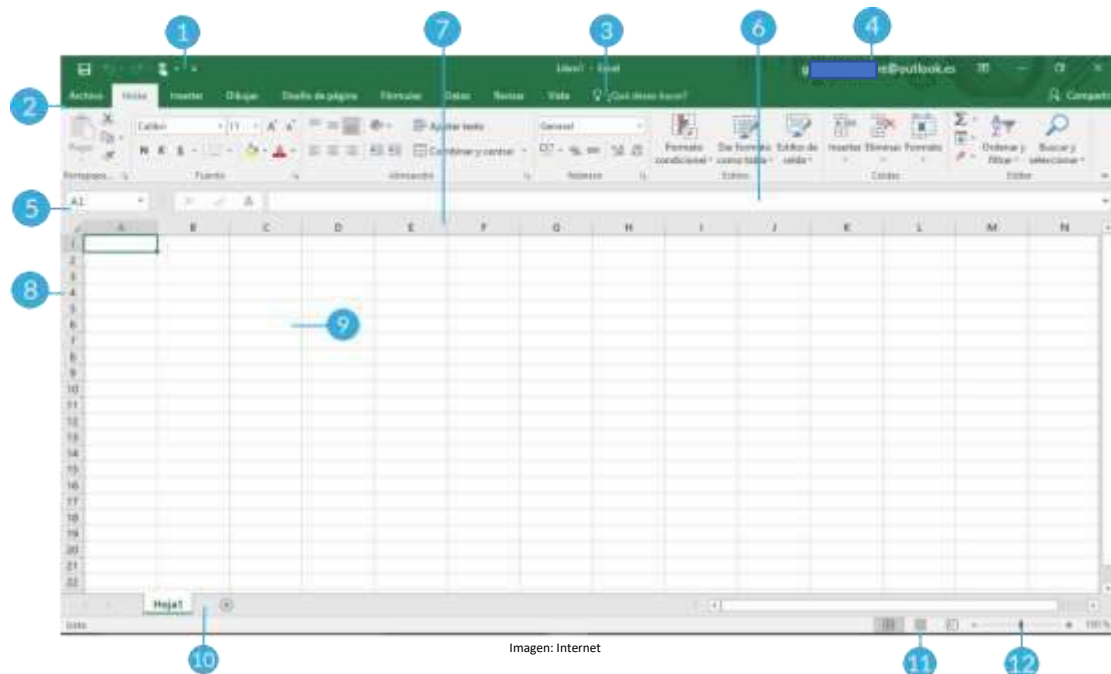 7 6
1 3 4
Libro1 - Excel @outlook.es
2
Archivo Inicio Insertar Dibujar Diseño de página Fórmulas Datos Revisar Vista ¿Qué desea hacer? Compartir
Calibri 11 Ajustar texto General
N K S Combinar y centrar % Formato condicional Dar formato como tabla Estilos de celda Insertar Eliminar Formato Ordenar y filtrar Buscar y seleccionar
Portapape... Fuente Alineación Número Estilos Celdas Editar
5 A1
A B C D E F G H I J K L M N
1
2
3
8 4
5
6 9
7
8
9
10
11
12
13
14
15
16
17
18
19
20
21
22
Hoja1
Listo 100 %
Imagen: Internet
10 11 12